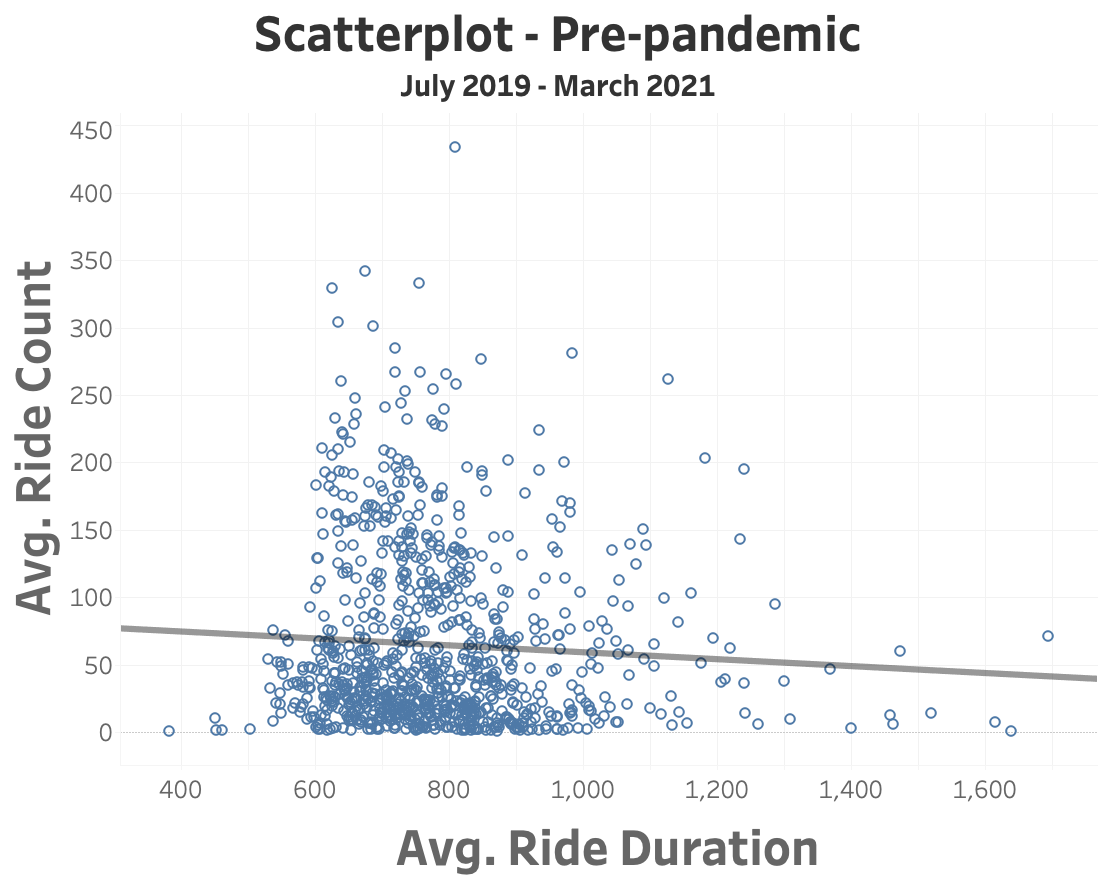 Scatterplot - Pre-pandemic
July 2019 - March 2021
Avg. Ride Count
450
400
350
300
250
200
150
100
50
0
400 600 800 1,000 1,200 1,400 1,600
Avg. Ride Duration